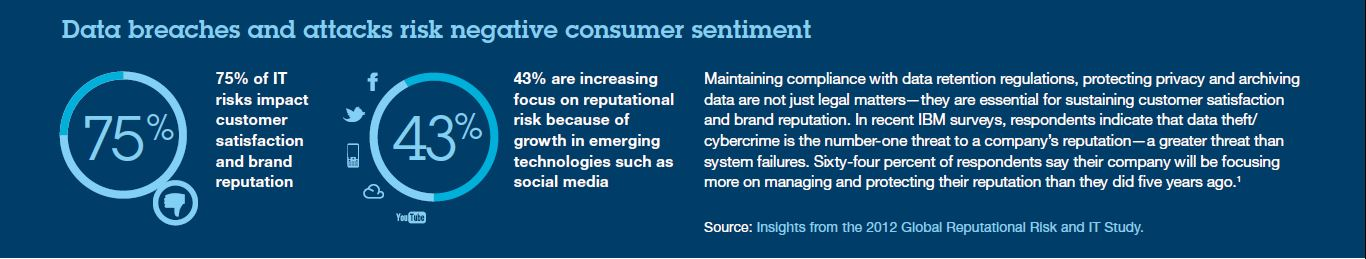 Data breaches and attacks risk negative consumer sentiment
75%
75% of IT
risks impact
customer
satisfaction
and brand
reputation
f
43%
You Tube
43% are increasing
focus on reputational
risk because of
growth in emerging
technologies such as
social media
Maintaining compliance with data retention regulations, protecting privacy and archiving
data are not just legal matters—they are essential for sustaining customer satisfaction
and brand reputation. In recent IBM surveys, respondents indicate that data theft/
cybercrime is the number-one threat to a company's reputation—a greater threat than
system failures. Sixty-four percent of respondents say their company will be focusing
more on managing and protecting their reputation than they did five years ago.¹
Source: Insights from the 2012 Global Reputational Risk and IT Study.